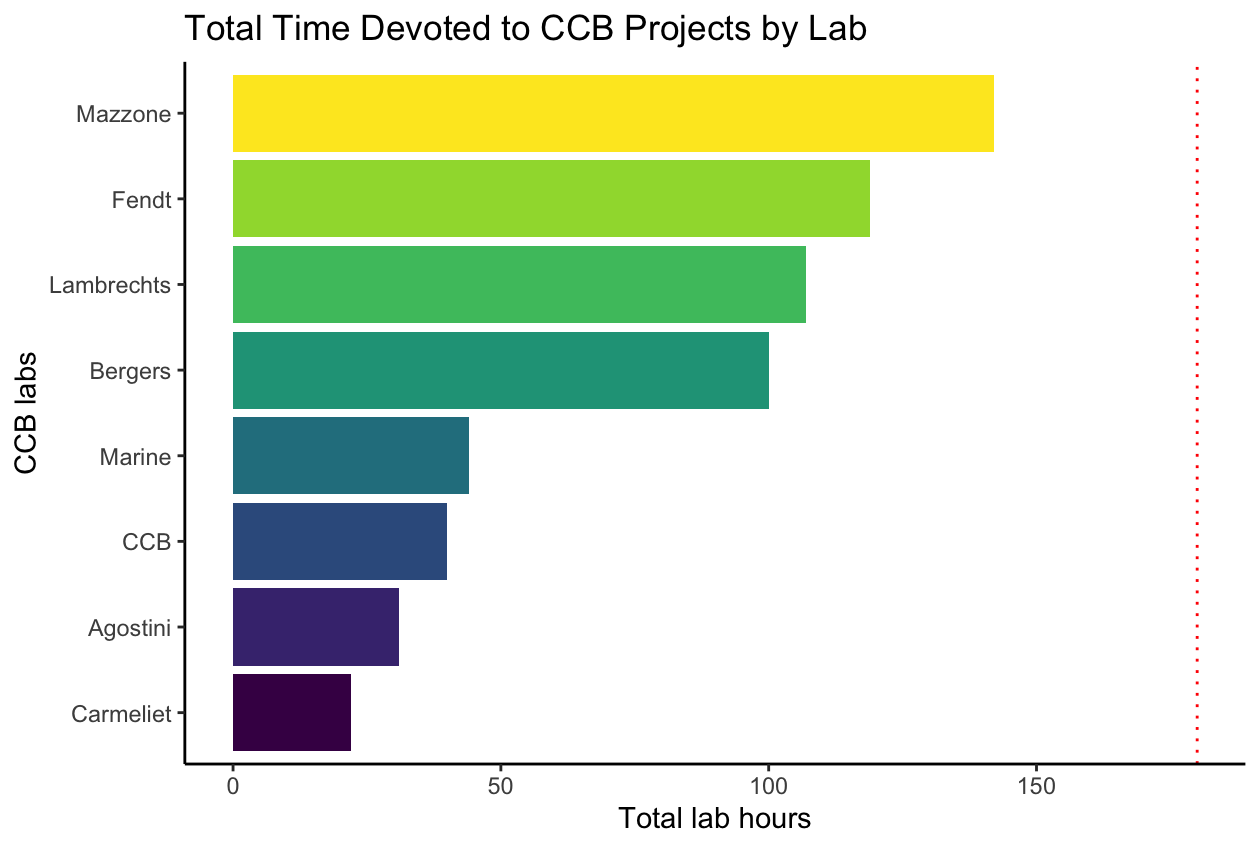 Total Time Devoted to CCB Projects by Lab
Mazzone
Fendt
Lambrechts
Bergers
Marine
CCB
Agostini
Carmeliet
CCB labs
0 50 100 150
Total lab hours